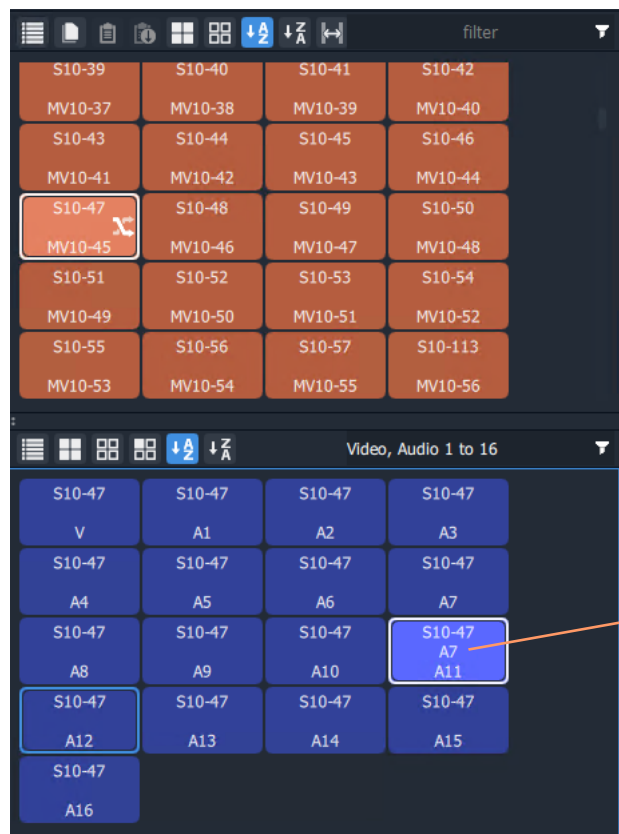 filter
S10-39 S10-40 S10-41 S10-42
MV10-37 MV10-38 MV10-39 MV10-40
S10-43 S10-44 S10-45 S10-46
MV10-41 MV10-42 MV10-43 MV10-44
S10-47 S10-48 S10-49 S10-50
MV10-45 MV10-46 MV10-47 MV10-48
S10-51 S10-52 S10-53 S10-54
MV10-49 MV10-50 MV10-51 MV10-52
S10-55 S10-56 S10-57 S10-113
MV10-53 MV10-54 MV10-55 MV10-56
Video, Audio 1 to 16
S10-47 S10-47 S10-47 S10-47
V A1 A2 A3
S10-47 S10-47 S10-47 S10-47
A4 A5 A6 A7
S10-47 S10-47 S10-47 S10-47
A7
A8 A9 A10 A11
S10-47 S10-47 S10-47 S10-47
A12 A13 A14 A15
S10-47
A16